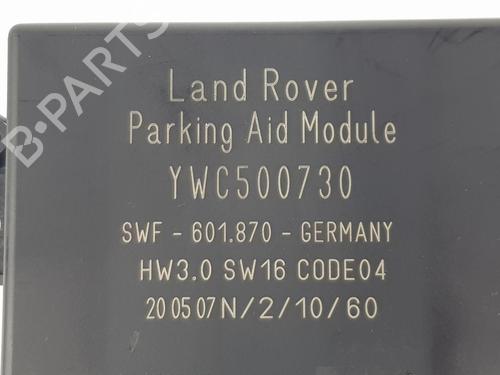 Land Rover
Parking Aid Module
YWC500730
SWF - 601.870 - GERMANY
HW3.0 SW16 CODE04
20 05 07 N/2/10/60
B-PARTS